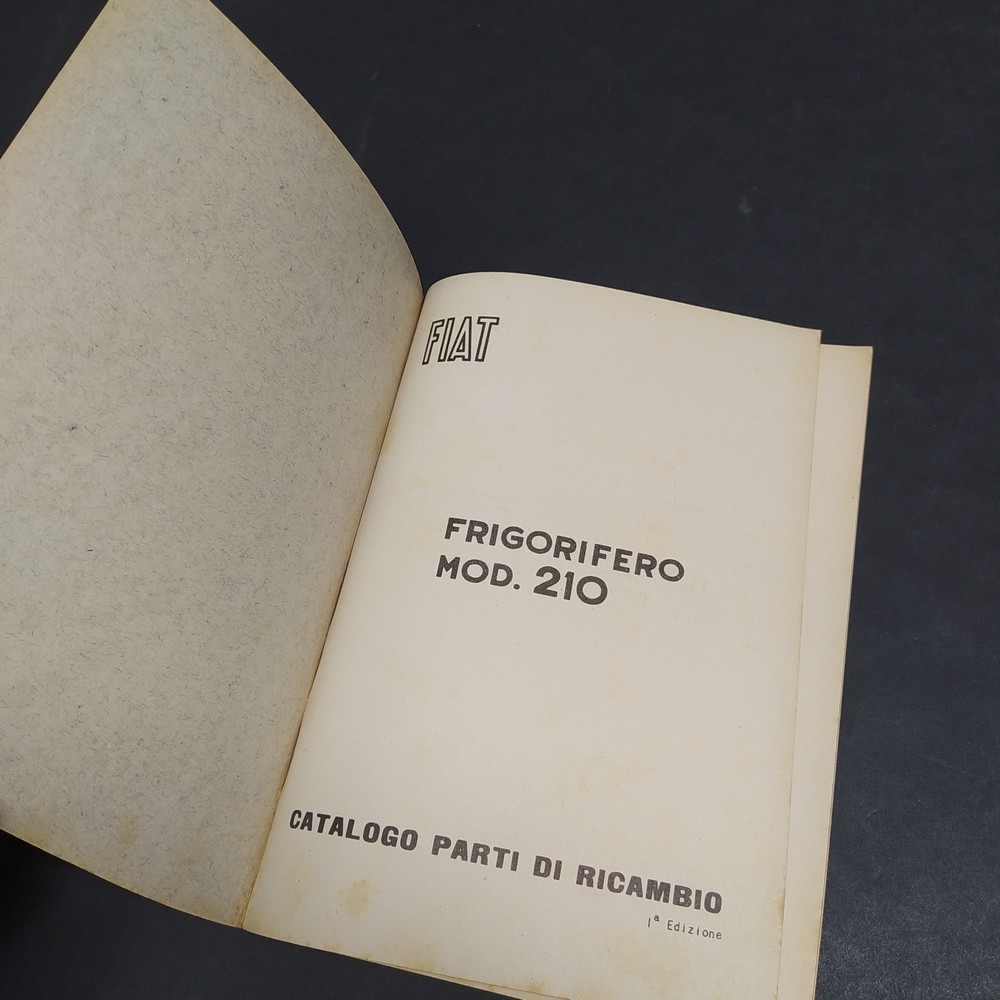 FIAT
FRIGORIFERO
MOD. 210
CATALOGO PARTI DI RICAMBIO
1ª Edizione